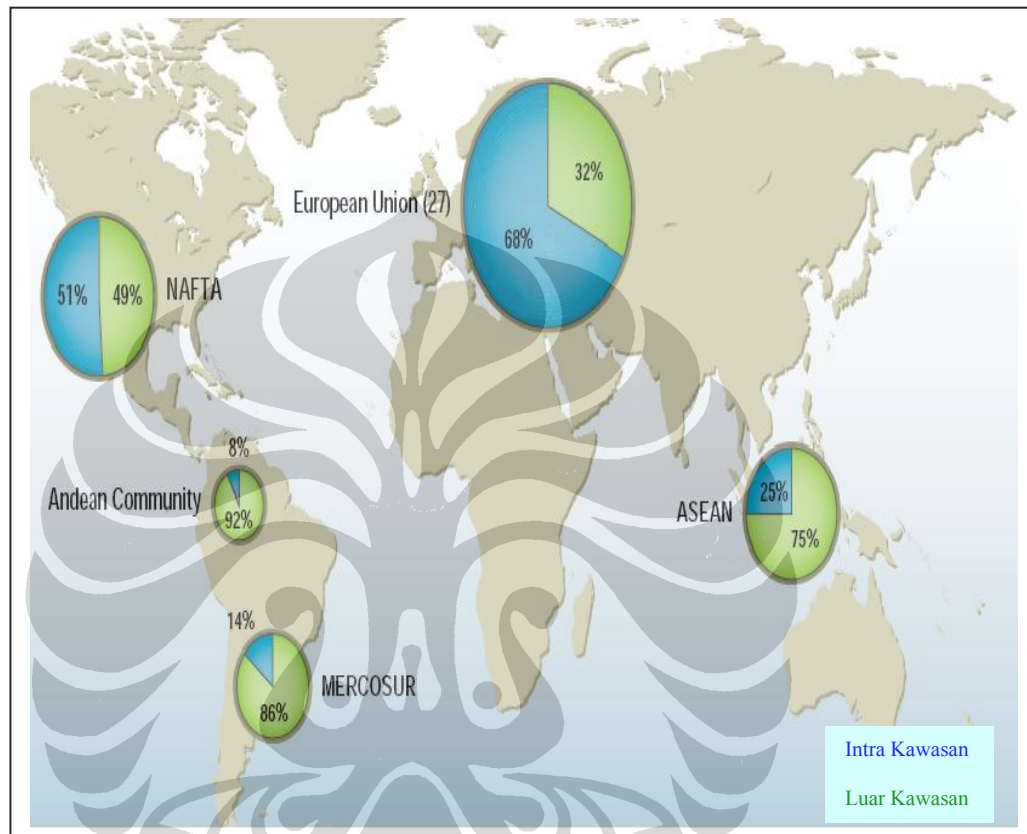 European Union (27)
32%
68%
51%
49%
NAFTA
8%
Andean Community
92%
25%
ASEAN
75%
14%
MERCOSUR
86%
Intra Kawasan
Luar Kawasan